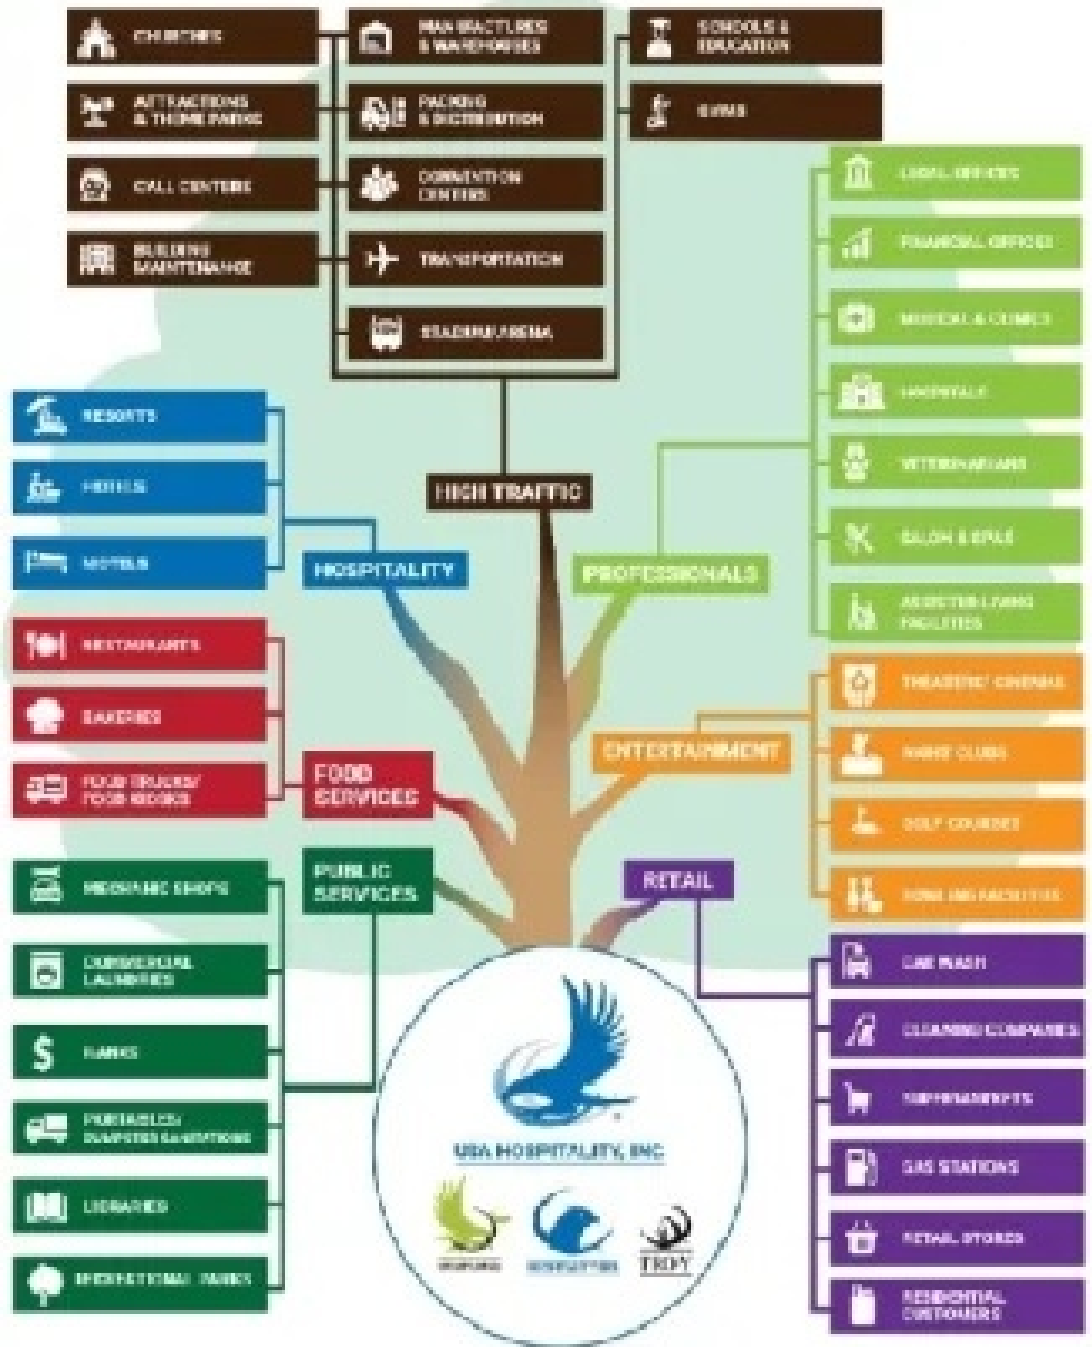 CHURCHES
MANUFACTURES
& WAREHOUSES
SCHOOLS &
EDUCATION
ATTRACTIONS
& THEME PARKS
PACKING
& DISTRIBUTION
GYMS
CALL CENTERS
CONVENTION
CENTERS
BUILDING
MAINTENANCE
TRANSPORTATION
STADIUM/ARENA
HIGH TRAFFIC
LEGAL OFFICES
FINANCIAL OFFICES
MEDICAL & CLINICS
HOSPITALS
VETERINARIANS
SALON & SPAS
ASSISTED LIVING
FACILITIES
PROFESSIONALS
RESORTS
HOTELS
MOTELS
HOSPITALITY
RESTAURANTS
BAKERIES
FOOD TRUCKS/
FOOD KIOSKS
FOOD
SERVICES
THEATERS/ CINEMAS
NIGHT CLUBS
GOLF COURSES
BOWLING FACILITIES
ENTERTAINMENT
PUBLIC
SERVICES
MECHANIC SHOPS
COMMERCIAL
LAUNDRIES
BANKS
PORTABLES/
DUMPSTER SANITATIONS
LIBRARIES
RECREATIONAL PARKS
RETAIL
CAR WASH
CLEANING COMPANIES
SUPERMARKETS
GAS STATIONS
RETAIL STORES
RESIDENTIAL
CUSTOMERS
USA HOSPITALITY, INC
TROY